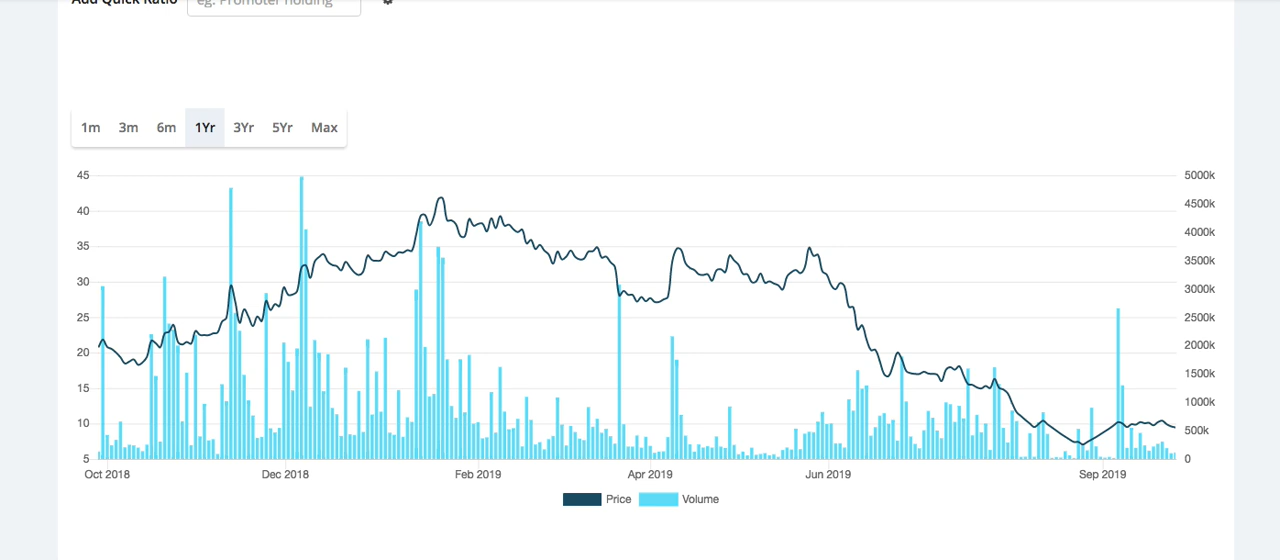 Add Quick Ratio eg. Promoter holding
1m 3m 6m 1Yr 3Yr 5Yr Max
45 5000k
40 4500k
35 4000k
30 3500k
25 3000k
20 2500k
15 2000k
10 1500k
5 1000k
500k
0
Oct 2018 Dec 2018 Feb 2019 Apr 2019 Jun 2019 Sep 2019
Price Volume